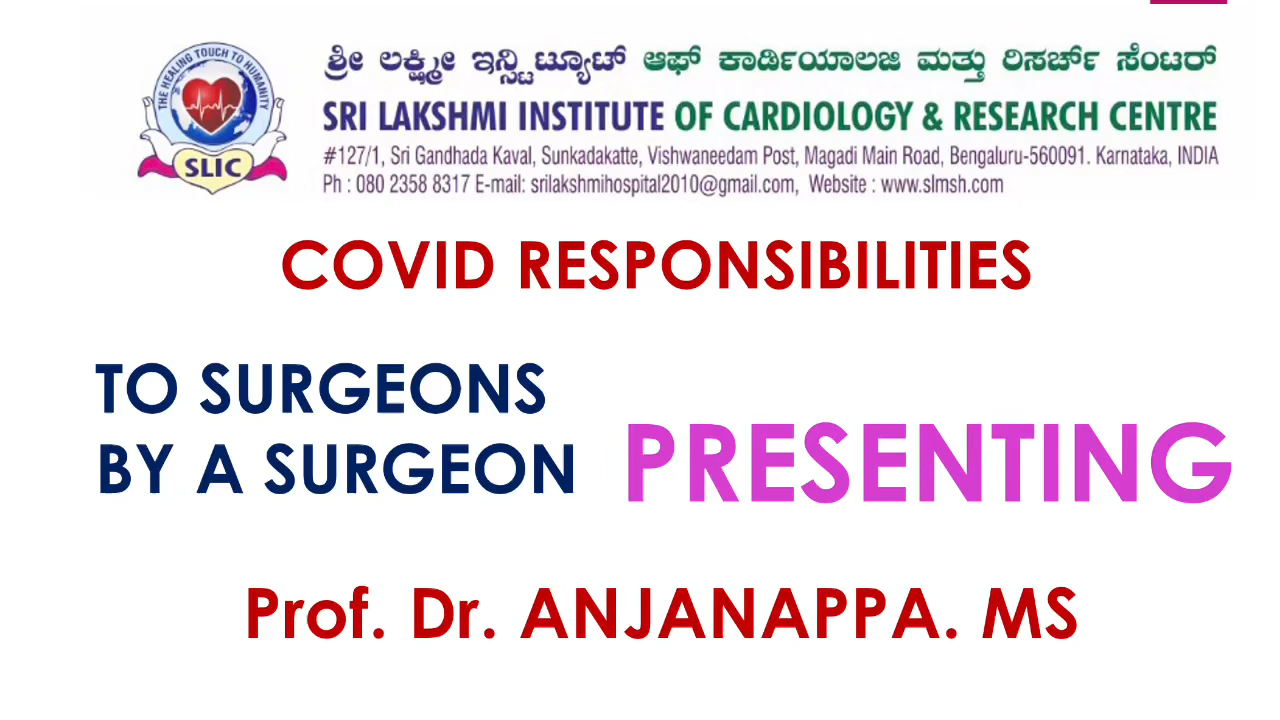 THE HEALING TOUCH TO HUMANITY
SLIC
ಶ್ರೀ ಲಕ್ಷ್ಮೀ ಇನ್ಸ್ಟಿಟ್ಯೂಟ್ ಆಫ್ ಕಾರ್ಡಿಯಾಲಜಿ ಮತ್ತು ರಿಸರ್ಚ್ ಸೆಂಟರ್
SRI LAKSHMI INSTITUTE OF CARDIOLOGY & RESEARCH CENTRE
#127/1, Sri Gandhada Kaval, Sunkadakatte, Vishwaneedam Post, Magadi Main Road, Bengaluru-560091. Karnataka, INDIA
Ph : 080 2358 8317 E-mail: srilakshmihospital2010@gmail.com, Website : www.slmsh.com
COVID RESPONSIBILITIES
TO SURGEONS
BY A SURGEON
PRESENTING
Prof. Dr. ANJANAPPA. MS